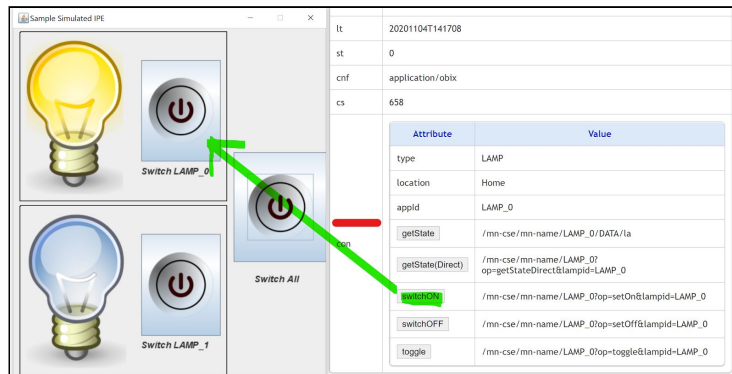 Sample Simulated IPE
Switch LAMP_0
Switch All
Switch LAMP_1
lt 20201104T141708
st 0
cnf application/obix
cs 658
con
Attribute Value
type LAMP
location Home
appId LAMP_0
getState /mn-cse/mn-name/LAMP_0/DATA/la
getState(Direct) /mn-cse/mn-name/LAMP_0?
op=getStateDirect&lampid=LAMP_0
switchON /mn-cse/mn-name/LAMP_0?op=setOn&lampid=LAMP_0
switchOFF /mn-cse/mn-name/LAMP_0?op=setOff&lampid=LAMP_0
toggle /mn-cse/mn-name/LAMP_0?op=toggle&lampid=LAMP_0